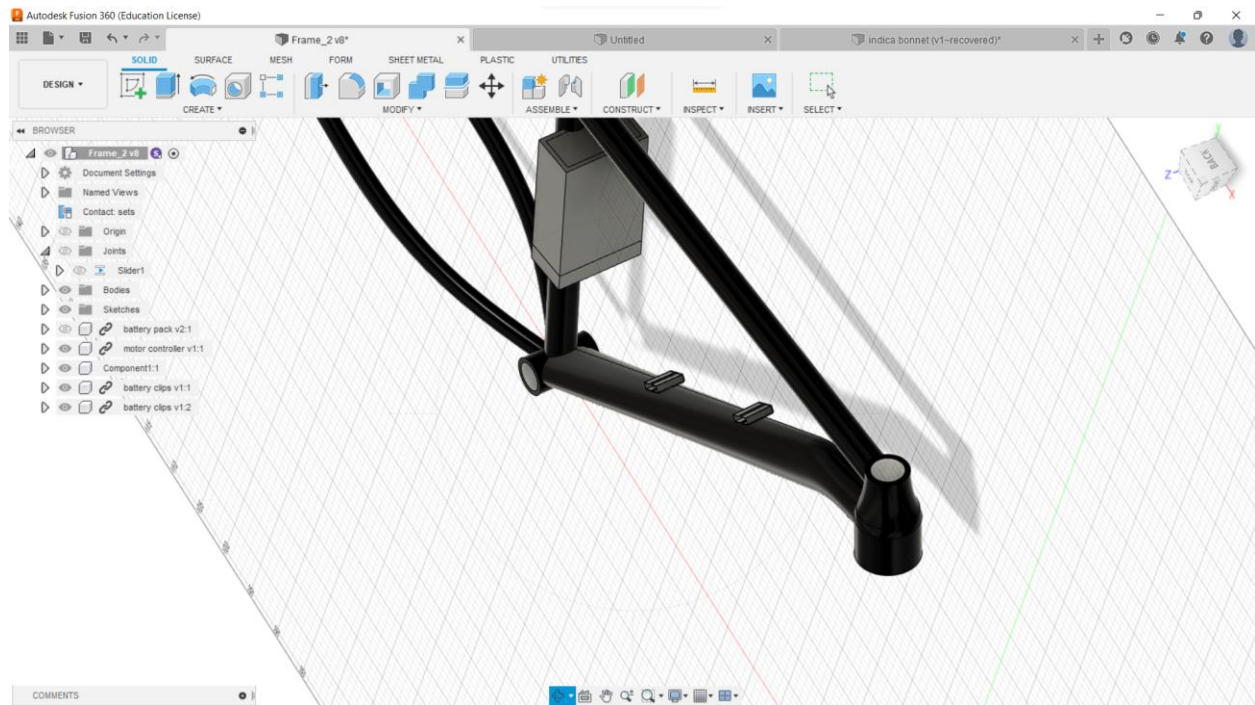 Autodesk Fusion 360 (Education License)
Frame_2 v8*
Untitled
indica bonnet (v1~recovered)*
SOLID SURFACE MESH FORM SHEET METAL PLASTIC UTILITIES
DESIGN
CREATE MODIFY ASSEMBLE CONSTRUCT INSPECT INSERT SELECT
BROWSER
Frame_2 v8
Document Settings
Named Views
Contact: sets
Origin
Joints
Slider1
Bodies
Sketches
battery pack v2:1
motor controller v1:1
Component1:1
battery clips v1:1
battery clips v1:2
BACK
Y
Z
X
COMMENTS